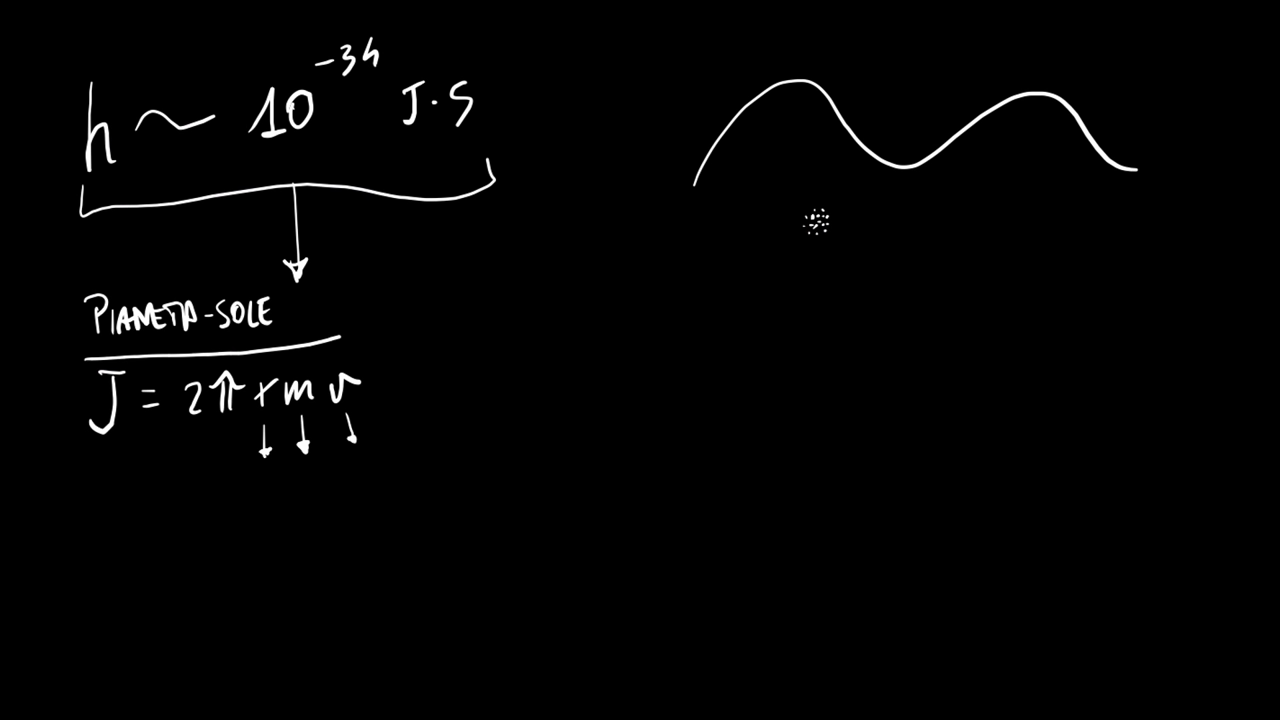 h ~ 10⁻³⁴ J·S
PIANETA-SOLE
J = 2π r m v